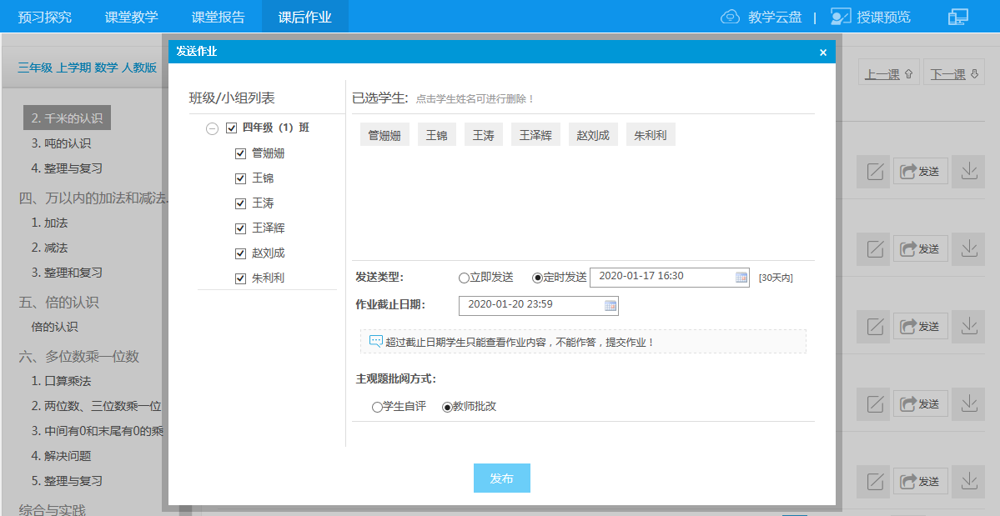 预习探究 课堂教学 课堂报告 课后作业 教学云盘 | 授课预览
发送作业 ×
三年级 上学期 数学 人教版
上一课 下一课
2. 千米的认识
3. 吨的认识
4. 整理与复习
四、万以内的加法和减法.
1. 加法
2. 减法
3. 整理和复习
五、倍的认识
倍的认识
六、多位数乘一位数
1. 口算乘法
2. 两位数、三位数乘一位
3. 中间有0和末尾有0的乘
4. 解决问题
5. 整理与复习
综合与实践
班级/小组列表
四年级（1）班
管姗姗
王锦
王涛
王泽辉
赵刘成
朱利利
已选学生: 点击学生姓名可进行删除！
管姗姗 王锦 王涛 王泽辉 赵刘成 朱利利
发送类型: 立即发送 定时发送 2020-01-17 16:30 [30天内]
作业截止日期: 2020-01-20 23:59
超过截止日期学生只能查看作业内容，不能作答，提交作业！
主观题批阅方式:
学生自评 教师批改
发布
发送
发送
发送
发送
发送